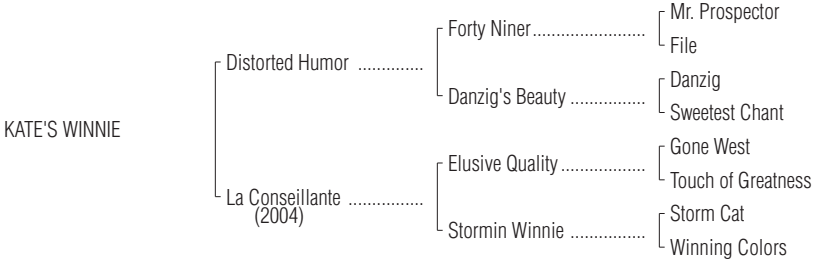 Mr. Prospector
Forty Niner........................
File
Distorted Humor ..............
Danzig
Danzig's Beauty ................
Sweetest Chant
KATE'S WINNIE
Gone West
Elusive Quality ..................
Touch of Greatness
La Conseillante ................
(2004)
Storm Cat
Stormin Winnie ................
Winning Colors